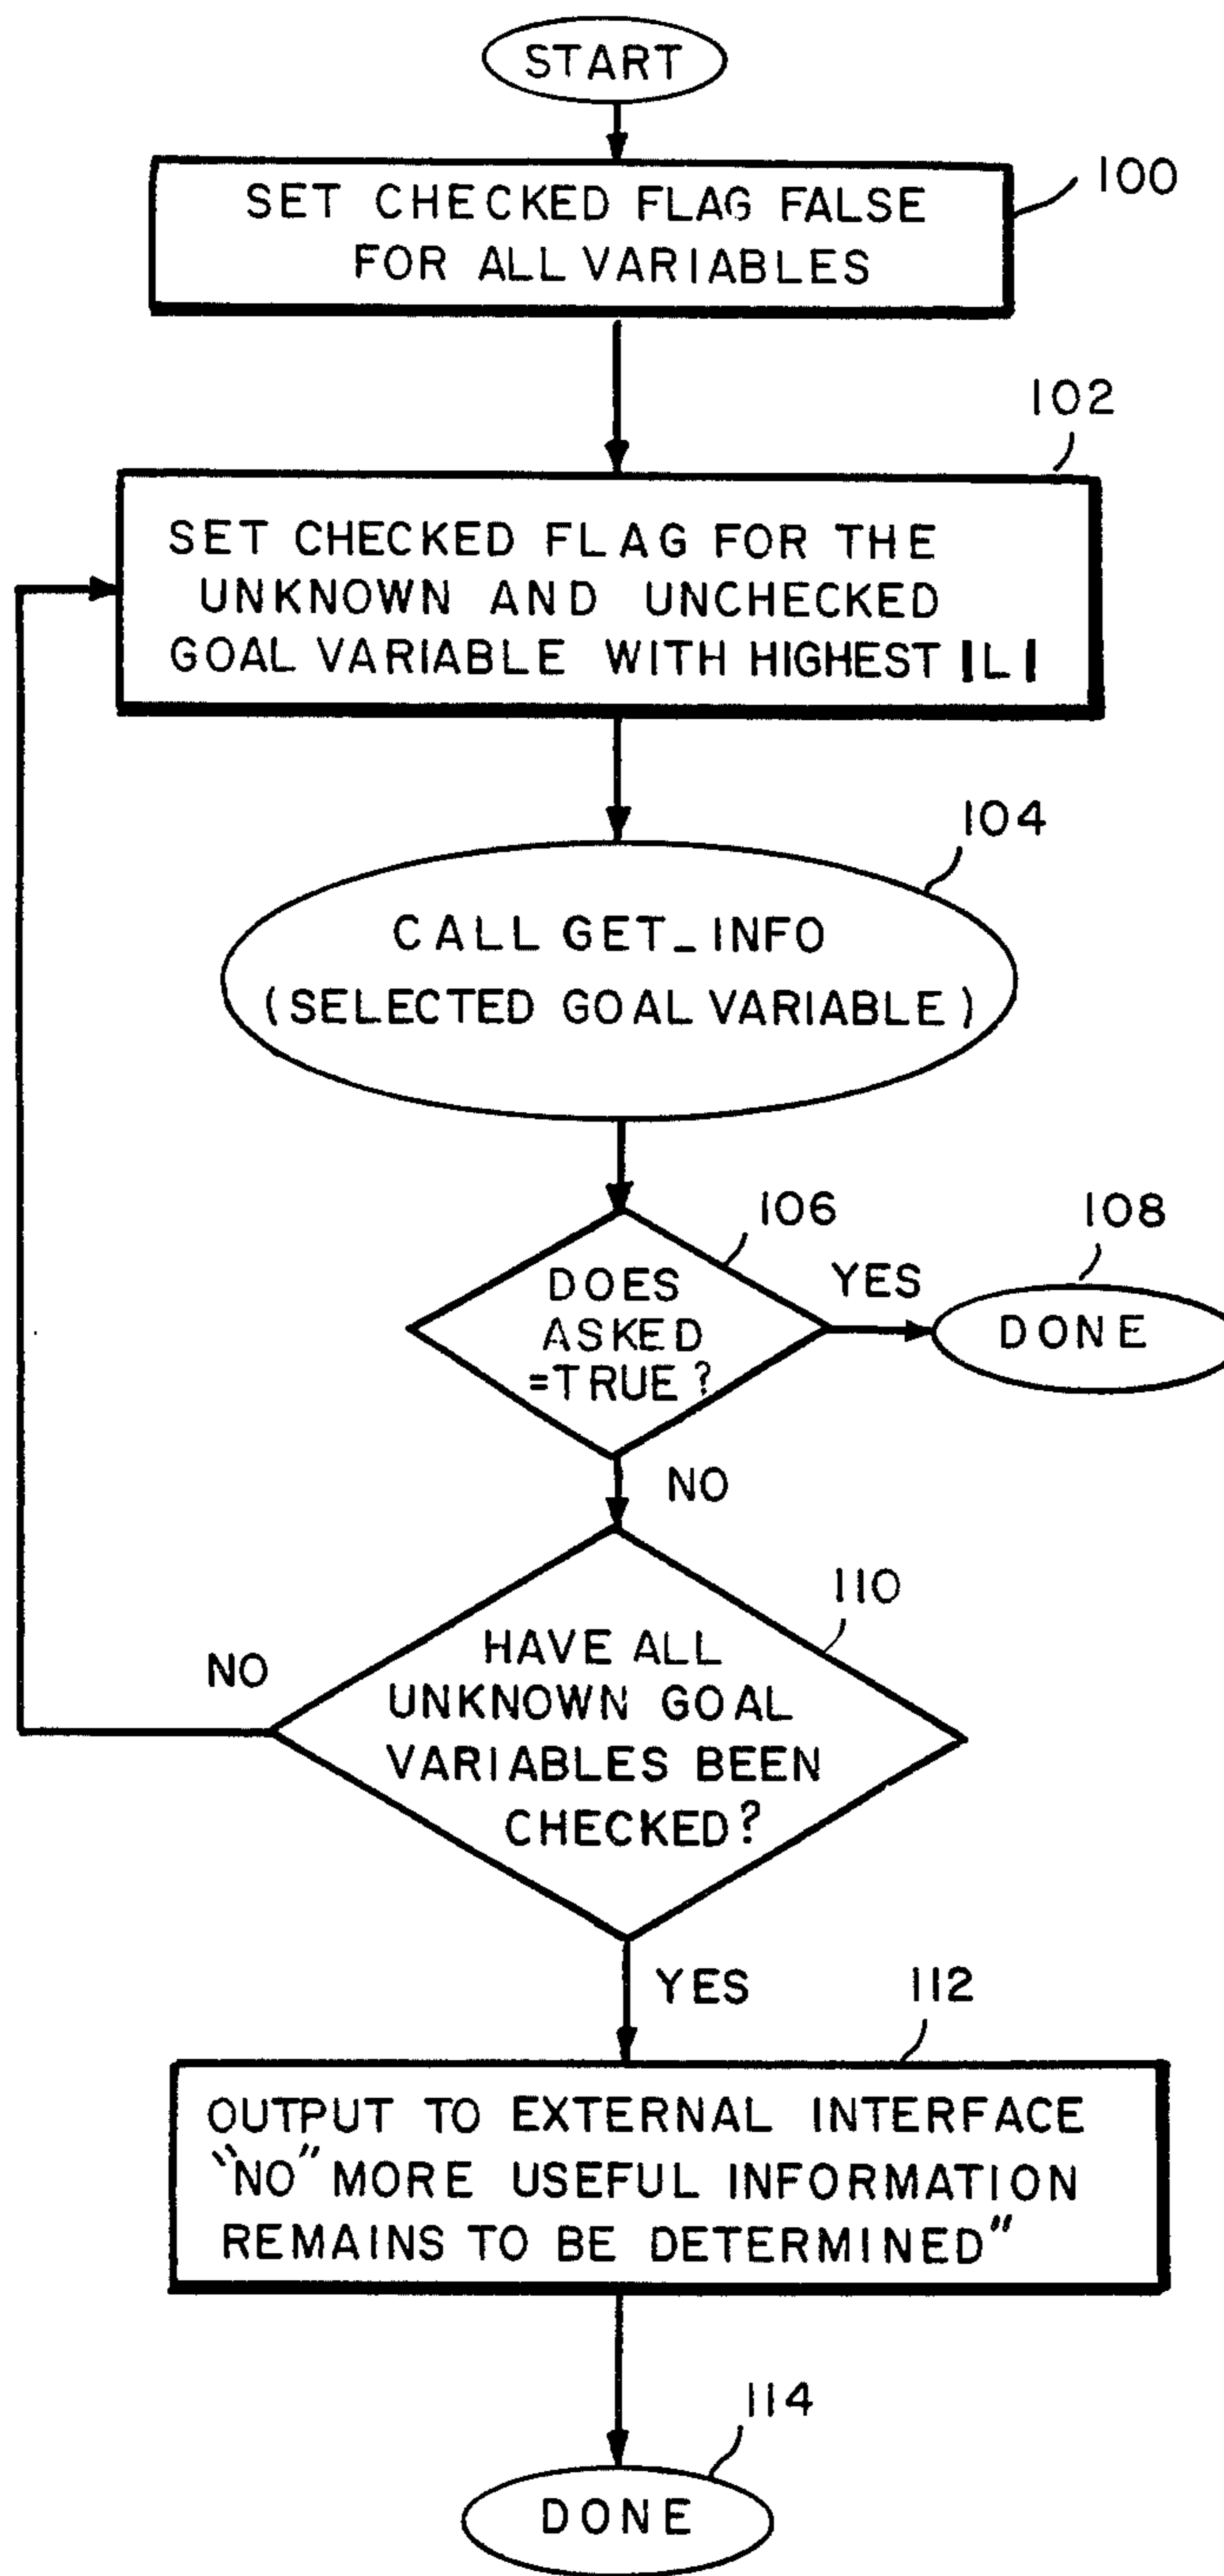 START
100
SET CHECKED FLAG FALSE
FOR ALL VARIABLES
102
SET CHECKED FLAG FOR THE
UNKNOWN AND UNCHECKED
GOAL VARIABLE WITH HIGHEST |L|
104
CALL GET_INFO
(SELECTED GOAL VARIABLE)
106
DOES
ASKED
=TRUE?
YES
108
DONE
NO
110
HAVE ALL
UNKNOWN GOAL
VARIABLES BEEN
CHECKED?
NO
YES
112
OUTPUT TO EXTERNAL INTERFACE
"NO" MORE USEFUL INFORMATION
REMAINS TO BE DETERMINED"
114
DONE